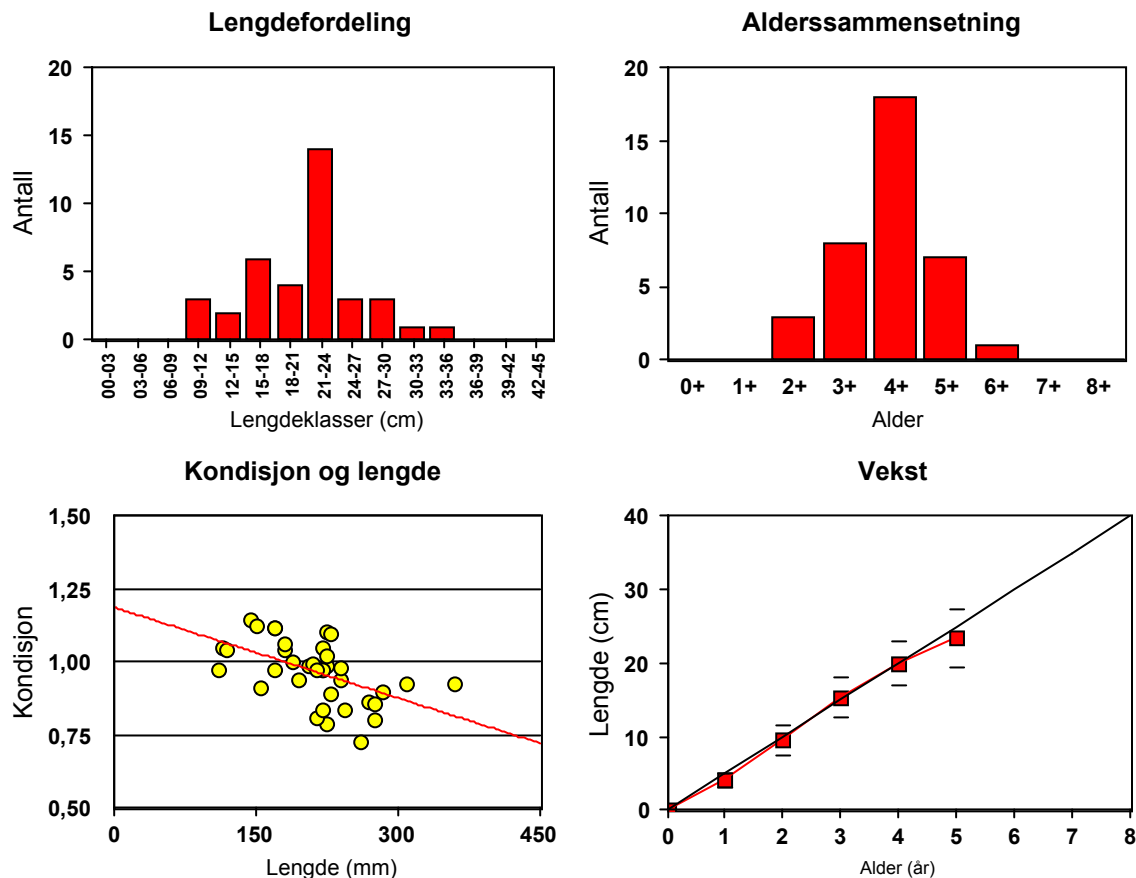 Lengdefordeling
20
15
10
5
0
Antall
00-03 03-06 06-09 09-12 12-15 15-18 18-21 21-24 24-27 27-30 30-33 33-36 36-39 39-42 42-45
Lengdeklasser (cm)
Alderssammensetning
20
15
10
5
0
Antall
0+ 1+ 2+ 3+ 4+ 5+ 6+ 7+ 8+
Alder
Kondisjon og lengde
1,50
1,25
1,00
0,75
0,50
Kondisjon
0 150 300 450
Lengde (mm)
Vekst
40
30
20
10
0
Lengde (cm)
0 1 2 3 4 5 6 7 8
Alder (år)